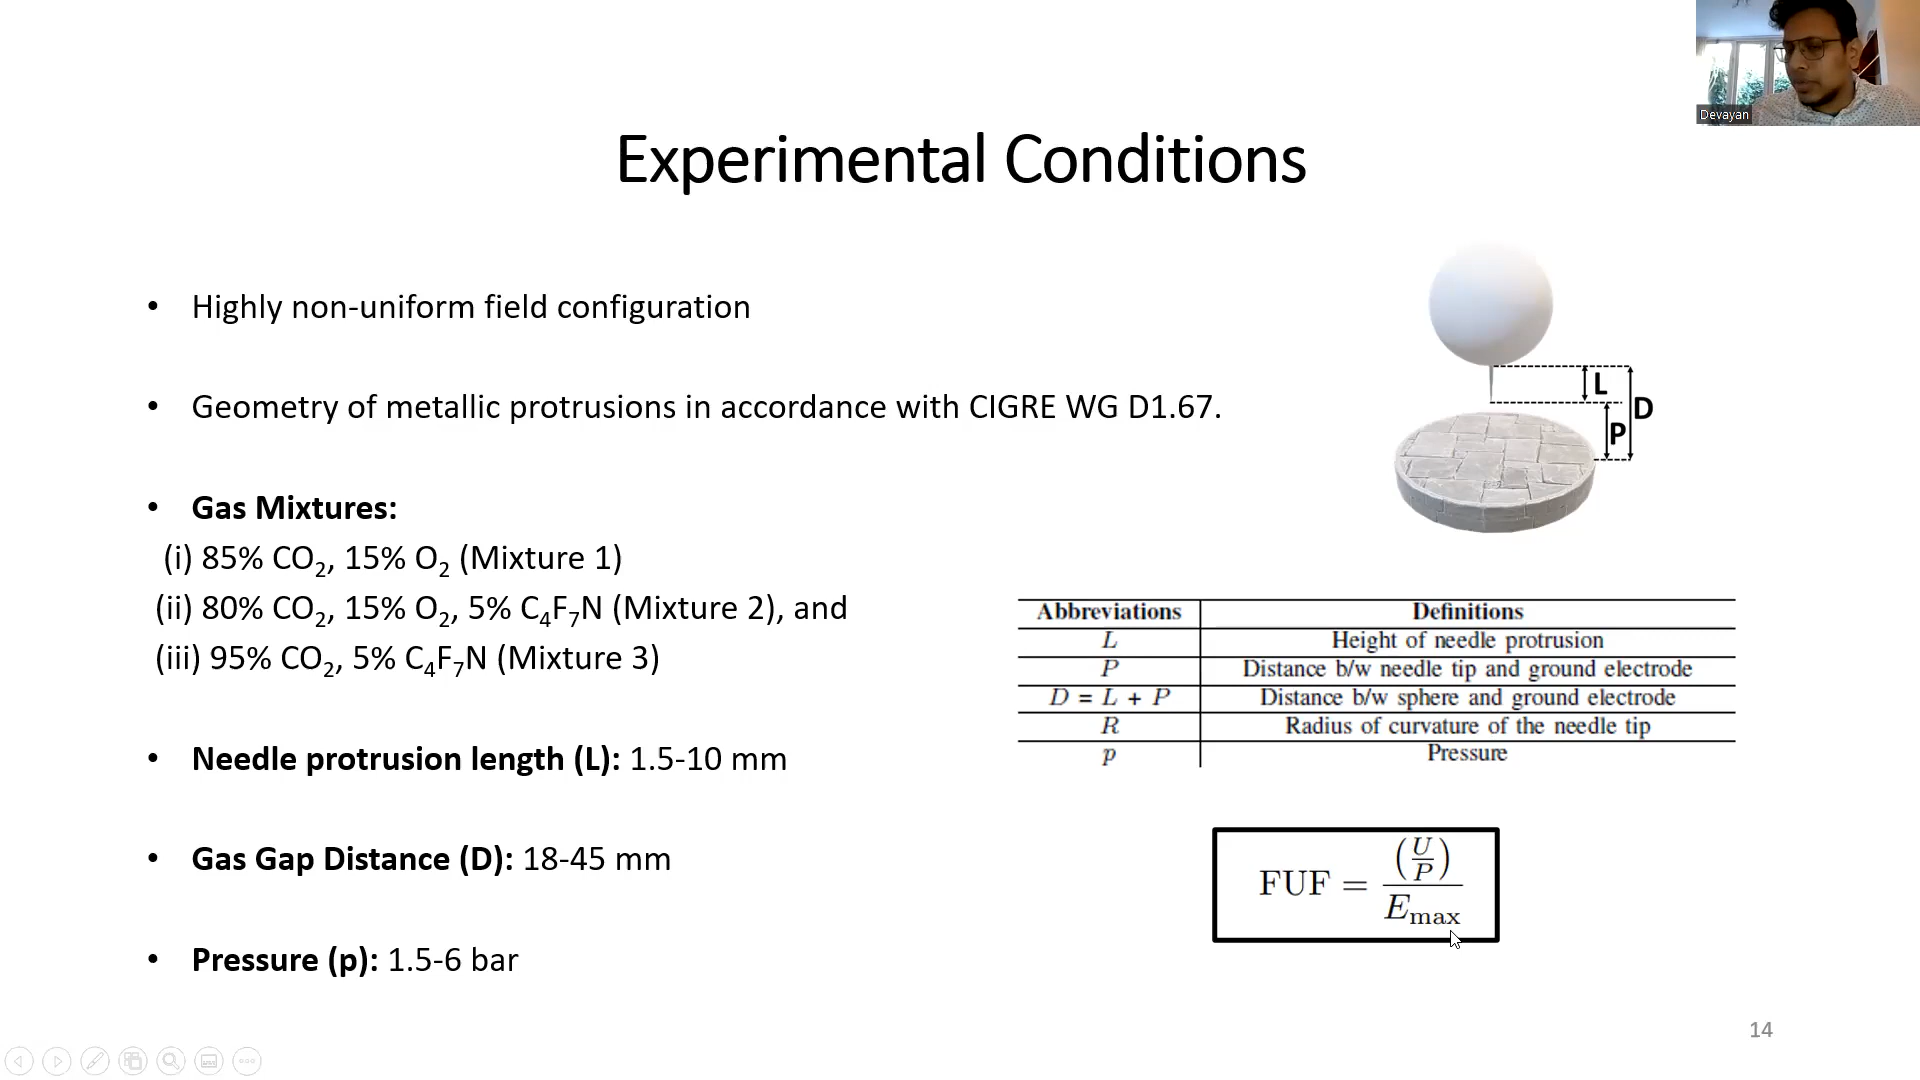 Devayan
Experimental Conditions
• Highly non-uniform field configuration
• Geometry of metallic protrusions in accordance with CIGRE WG D1.67.
• Gas Mixtures:
(i) 85% CO₂, 15% O₂ (Mixture 1)
(ii) 80% CO₂, 15% O₂, 5% C₄F₇N (Mixture 2), and
(iii) 95% CO₂, 5% C₄F₇N (Mixture 3)
• Needle protrusion length (L): 1.5-10 mm
• Gas Gap Distance (D): 18-45 mm
• Pressure (p): 1.5-6 bar
L
D
P
Abbreviations Definitions
L Height of needle protrusion
P Distance b/w needle tip and ground electrode
D = L + P Distance b/w sphere and ground electrode
R Radius of curvature of the needle tip
p Pressure
FUF = (U/P) / E_max
14